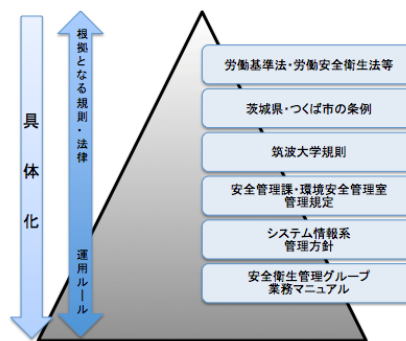 具体化
根拠となる規則・法律
運用ルール
労働基準法・労働安全衛生法等
茨城県・つくば市の条例
筑波大学規則
安全管理課・環境安全管理室
管理規定
システム情報系
管理方針
安全衛生管理グループ
業務マニュアル